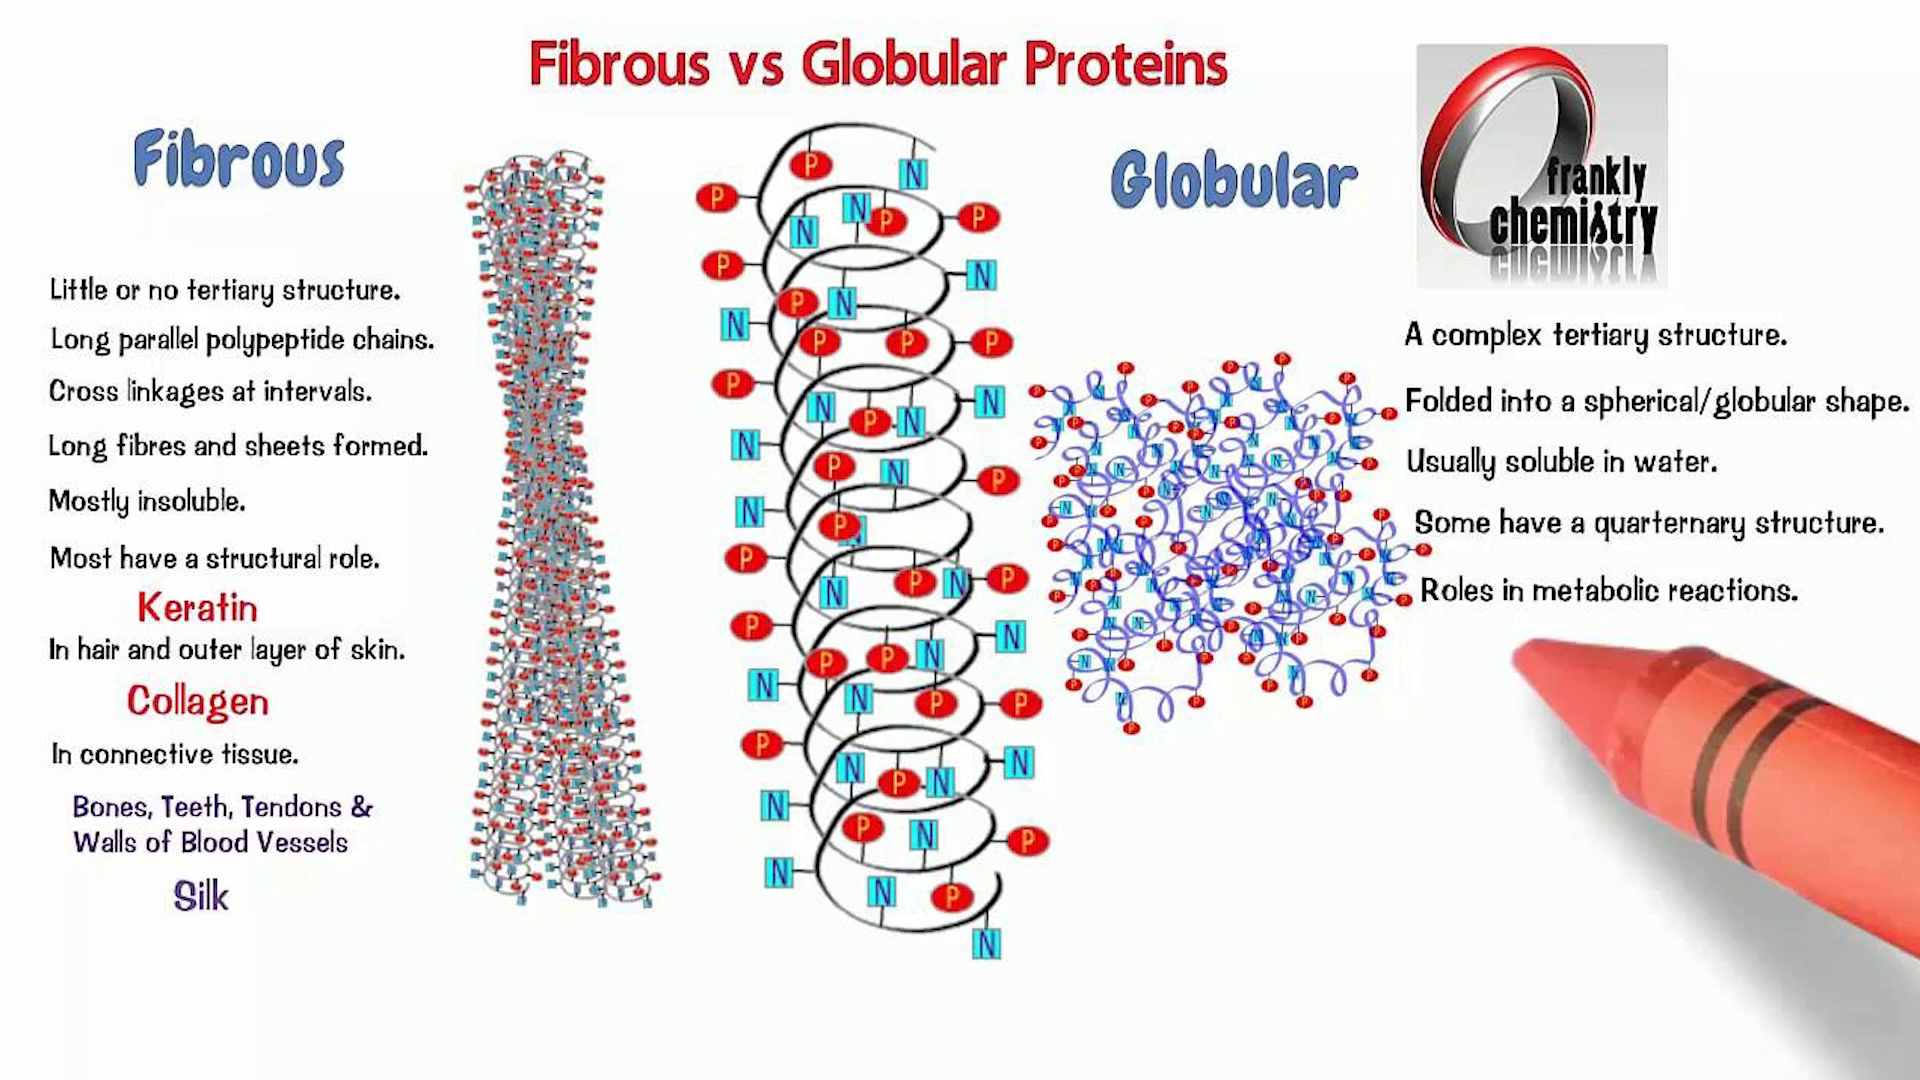 Fibrous vs Globular Proteins
Fibrous
Little or no tertiary structure.
Long parallel polypeptide chains.
Cross linkages at intervals.
Long fibres and sheets formed.
Mostly insoluble.
Most have a structural role.
Keratin
In hair and outer layer of skin.
Collagen
In connective tissue.
Bones, Teeth, Tendons &
Walls of Blood Vessels
Silk
Globular
frankly
chemistry
A complex tertiary structure.
Folded into a spherical/globular shape.
Usually soluble in water.
Some have a quarternary structure.
Roles in metabolic reactions.